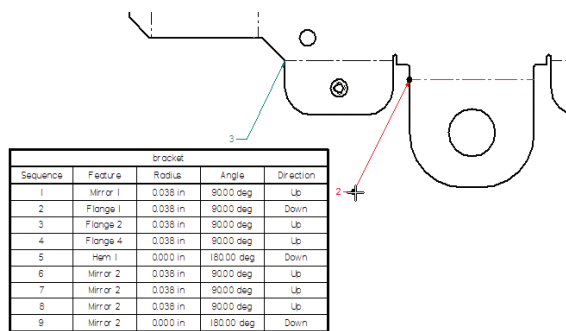 3
2
bracket
Sequence Feature Radius Angle Direction
1 Mirror 1 0.038 in 90.00 deg Up
2 Flange 1 0.038 in 90.00 deg Down
3 Flange 2 0.038 in 90.00 deg Up
4 Flange 4 0.038 in 90.00 deg Up
5 Hem 1 0.000 in 180.00 deg Down
6 Mirror 2 0.038 in 90.00 deg Up
7 Mirror 2 0.038 in 90.00 deg Up
8 Mirror 2 0.038 in 90.00 deg Up
9 Mirror 2 0.000 in 180.00 deg Down